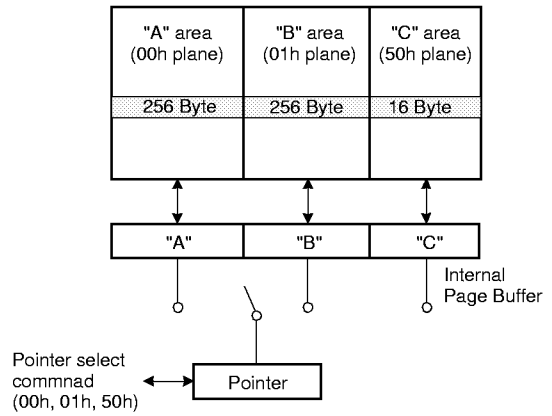 "A" area
(00h plane)
"B" area
(01h plane)
"C" area
(50h plane)
256 Byte
256 Byte
16 Byte
"A"
"B"
"C"
Internal
Page Buffer
Pointer select
commnad
(00h, 01h, 50h)
Pointer